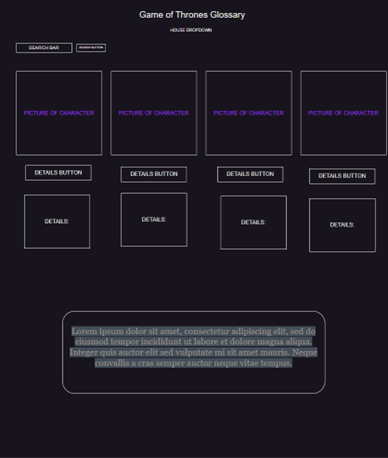 Game of Thrones Glossary
HOUSE DROPDOWN
SEARCH BAR SEARCH BUTTON
PICTURE OF CHARACTER PICTURE OF CHARACTER PICTURE OF CHARACTER PICTURE OF CHARACTER
DETAILS BUTTON DETAILS BUTTON DETAILS BUTTON DETAILS BUTTON
DETAILS: DETAILS: DETAILS: DETAILS:
Lorem ipsum dolor sit amet, consectetur adipiscing elit, sed do
eiusmod tempor incididunt ut labore et dolore magna aliqua.
Integer quis auctor elit sed vulputate mi sit amet mauris. Neque
convallis a cras semper auctor neque vitae tempus.